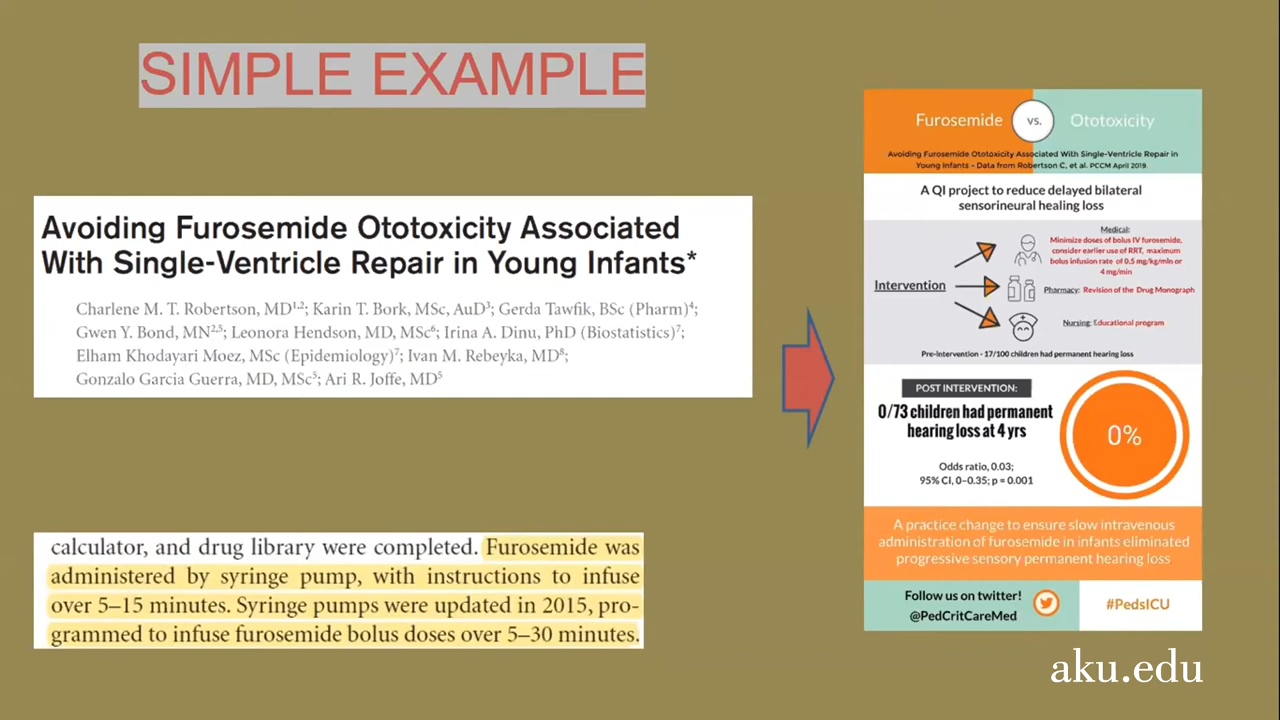 SIMPLE EXAMPLE
Avoiding Furosemide Ototoxicity Associated
With Single-Ventricle Repair in Young Infants*
Charlene M. T. Robertson, MD1,2; Karin T. Bork, MSc, AuD3; Gerda Tawfik, BSc (Pharm)4;
Gwen Y. Bond, MN2,5; Leonora Hendson, MD, MSc6; Irina A. Dinu, PhD (Biostatistics)7;
Elham Khodayari Moez, MSc (Epidemiology)7; Ivan M. Rebeyka, MD8;
Gonzalo Garcia Guerra, MD, MSc5; Ari R. Joffe, MD5
calculator, and drug library were completed. Furosemide was
administered by syringe pump, with instructions to infuse
over 5–15 minutes. Syringe pumps were updated in 2015, pro-
grammed to infuse furosemide bolus doses over 5–30 minutes.
Furosemide vs. Ototoxicity
Avoiding Furosemide Ototoxicity Associated With Single-Ventricle Repair in
Young Infants - Data from Robertson C, et al. PCCM April 2019.
A QI project to reduce delayed bilateral
sensorineural healing loss
Intervention
Medical:
Minimize doses of bolus IV furosemide,
consider earlier use of RRT, maximum
bolus infusion rate of 0.5 mg/kg/min or
4 mg/min
Pharmacy: Revision of the Drug Monograph
Nursing: Educational program
Pre-Intervention - 17/100 children had permanent hearing loss
POST INTERVENTION:
0/73 children had permanent
hearing loss at 4 yrs
0%
Odds ratio, 0.03;
95% CI, 0–0.35; p = 0.001
A practice change to ensure slow intravenous
administration of furosemide in infants eliminated
progressive sensory permanent hearing loss
Follow us on twitter!
@PedCritCareMed
#PedsICU
aku.edu